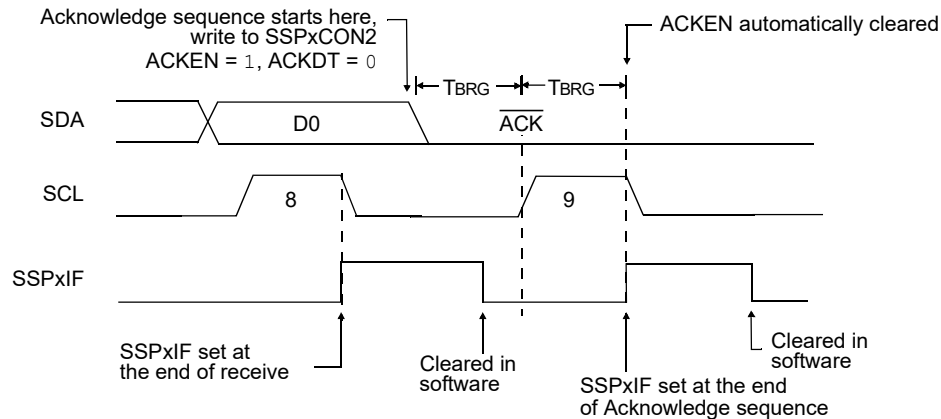 Acknowledge sequence starts here,
write to SSPxCON2
ACKEN = 1, ACKDT = 0
ACKEN automatically cleared
TBRG
TBRG
SDA
D0
ACK
SCL
8
9
SSPxIF
SSPxIF set at
the end of receive
Cleared in
software
SSPxIF set at the end
of Acknowledge sequence
Cleared in
software